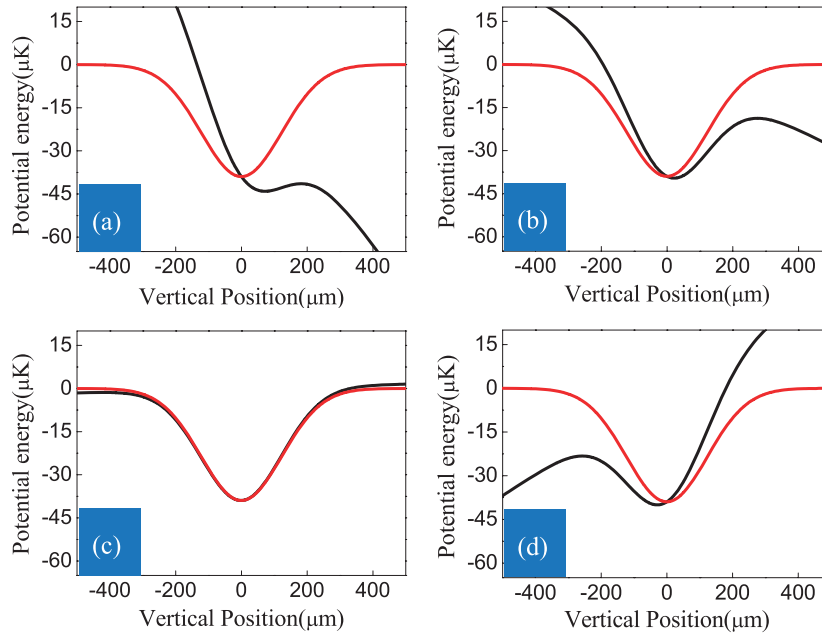 15
0
-15
-30
-45
-60
-400 -200 0 200 400
Potential energy(μK)
Vertical Position(μm)
(a)
15
0
-15
-30
-45
-60
-400 -200 0 200 400
Potential energy(μK)
Vertical Position(μm)
(b)
15
0
-15
-30
-45
-60
-400 -200 0 200 400
Potential energy(μK)
Vertical Position(μm)
(c)
15
0
-15
-30
-45
-60
-400 -200 0 200 400
Potential energy(μK)
Vertical Position(μm)
(d)